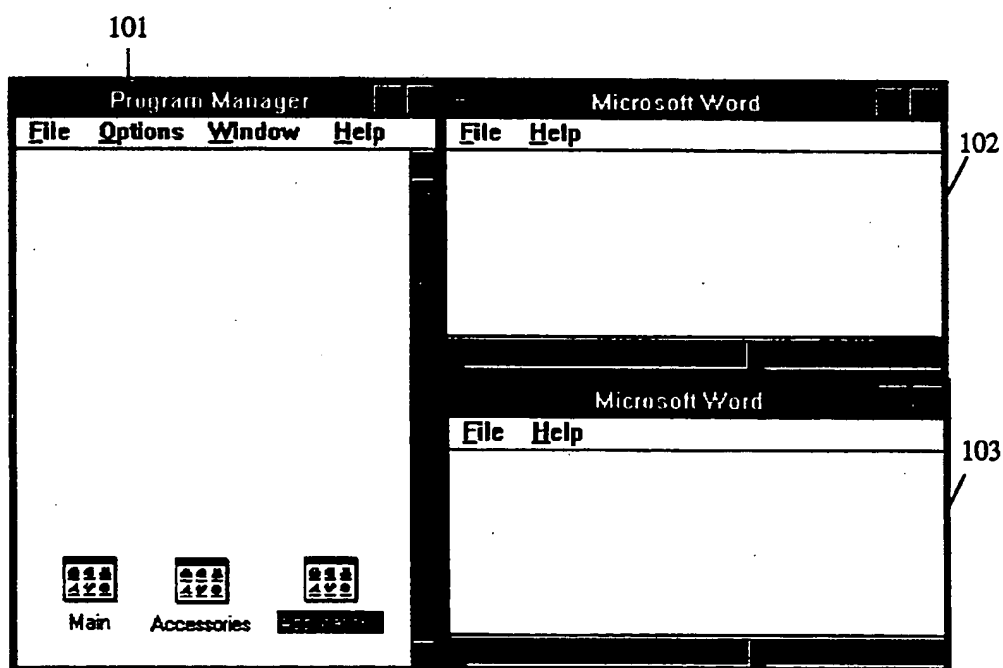 101
Program Manager
File Options Window Help
Microsoft Word
File Help
102
Microsoft Word
File Help
103
Main Accessories